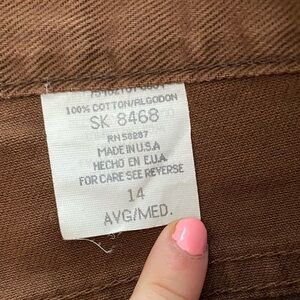 100% COTTON/ALGODON
SK 8468
RN 58287
MADE IN U.S.A
HECHO EN E.U.A.
FOR CARE SEE REVERSE
14
AVG/MED.